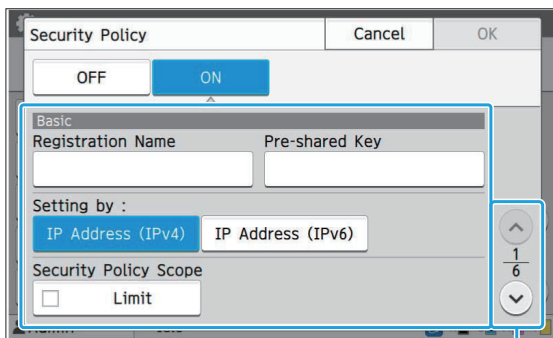 Security Policy Cancel OK
OFF ON
Basic
Registration Name Pre-shared Key
Setting by :
IP Address (IPv4) IP Address (IPv6)
1
6
Security Policy Scope
Limit